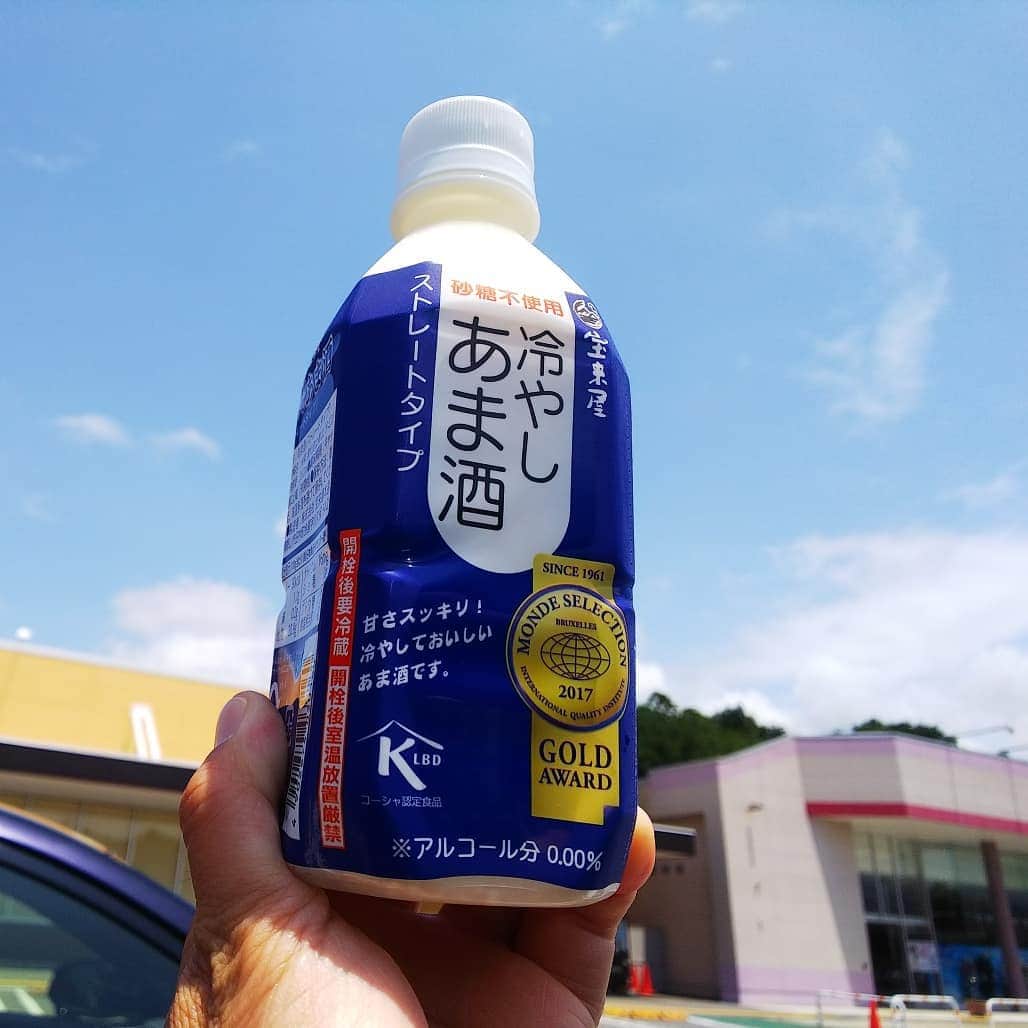 砂糖不使用
冷やし
あま酒
ストレートタイプ
宝来屋
SINCE 1961
MONDE SELECTION
BRUXELLES
2017
INTERNATIONAL QUALITY INSTITUTE
GOLD
AWARD
開栓後要冷蔵
開栓後室温放置厳禁
甘さスッキリ!
冷やしておいしい
あま酒です。
K LBD
コーシャ認定食品
※アルコール分 0.00%